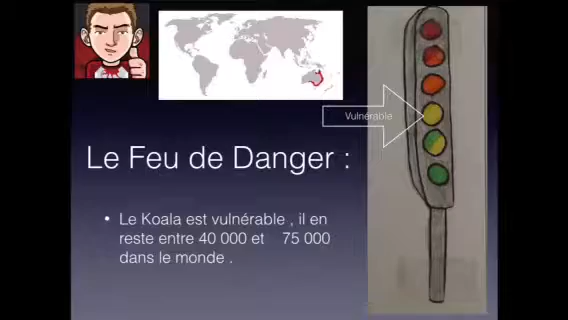 Vulnérable
Le Feu de Danger :
• Le Koala est vulnérable , il en
reste entre 40 000 et 75 000
dans le monde .